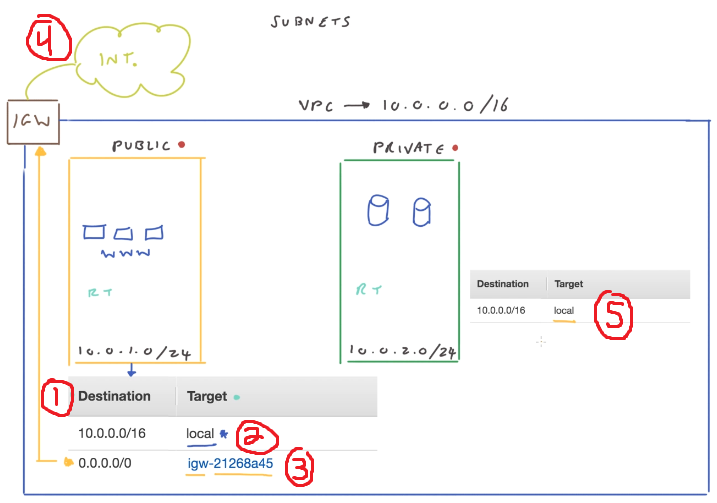 SUBNETS
4
INT.
IGW
VPC → 10.0.0.0/16
PUBLIC
PRIVATE
WWW
RT
RT
10.0.1.0/24
10.0.2.0/24
Destination Target
10.0.0.0/16 local
5
1
Destination Target
10.0.0.0/16 local
2
0.0.0.0/0 igw-21268a45
3